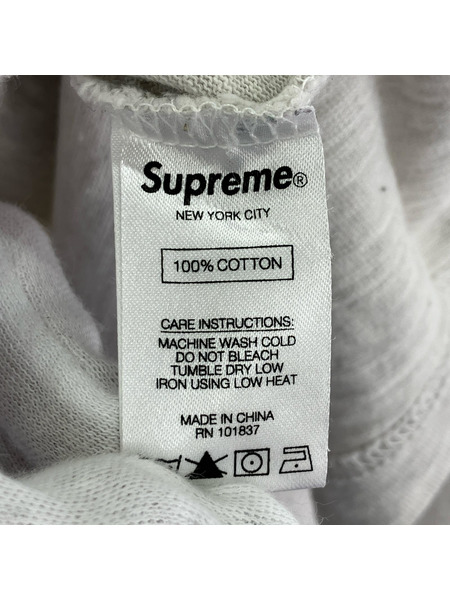 Supreme®
NEW YORK CITY
100% COTTON
CARE INSTRUCTIONS:
MACHINE WASH COLD
DO NOT BLEACH
TUMBLE DRY LOW
IRON USING LOW HEAT
MADE IN CHINA
RN 101837